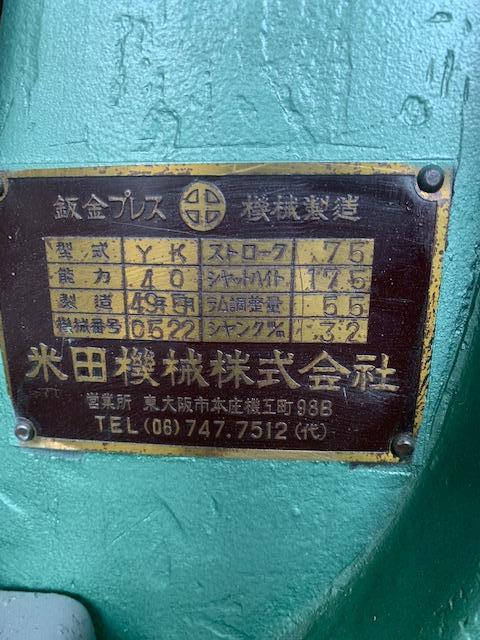 鈑金プレス 機械製造
型式 YK ストローク 75
能力 40 シャットハイト 175
製造 49年 月 ラム調整量 55
機械番号 0522 シャンク㎜ 32
米田機械株式会社
営業所 東大阪市本庄 五町98B
TEL (06) 747.7512 (代)